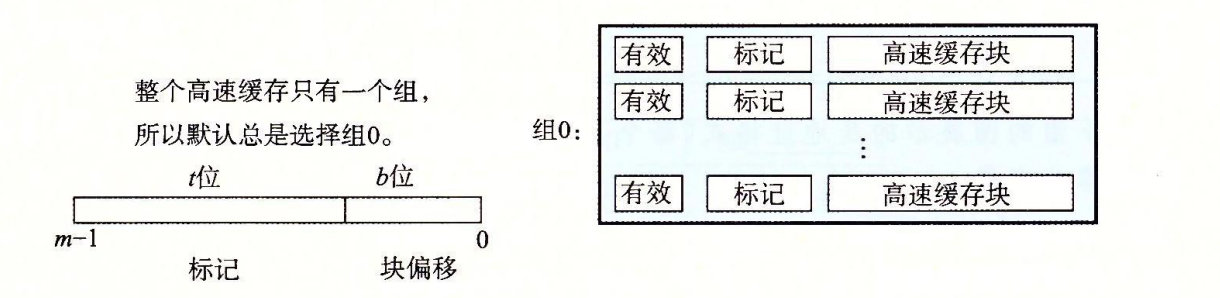 整个高速缓存只有一个组，
所以默认总是选择组0。
t位 b位
m-1 0
标记 块偏移
组0：
有效 标记 高速缓存块
有效 标记 高速缓存块
⋮
有效 标记 高速缓存块